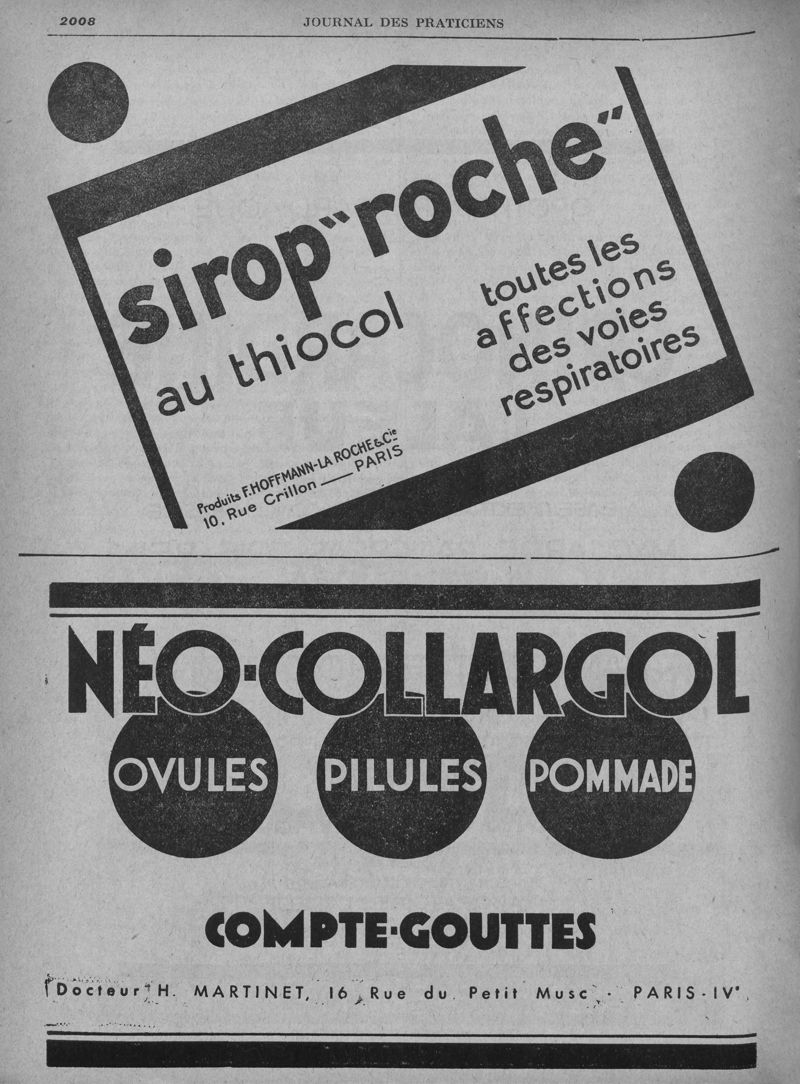 2008
JOURNAL DES PRATICIENS
sirop "roche"
au thiocol
toutes les
affections
des voies
respiratoires
Produits F. HOFFMANN-LA ROCHE & Cie
10, Rue Crillon — PARIS
NÉO-COLLARGOL
OVULES
PILULES
POMMADE
COMPTE-GOUTTES
Docteur H. MARTINET, 16, Rue du Petit Musc - PARIS-IVe